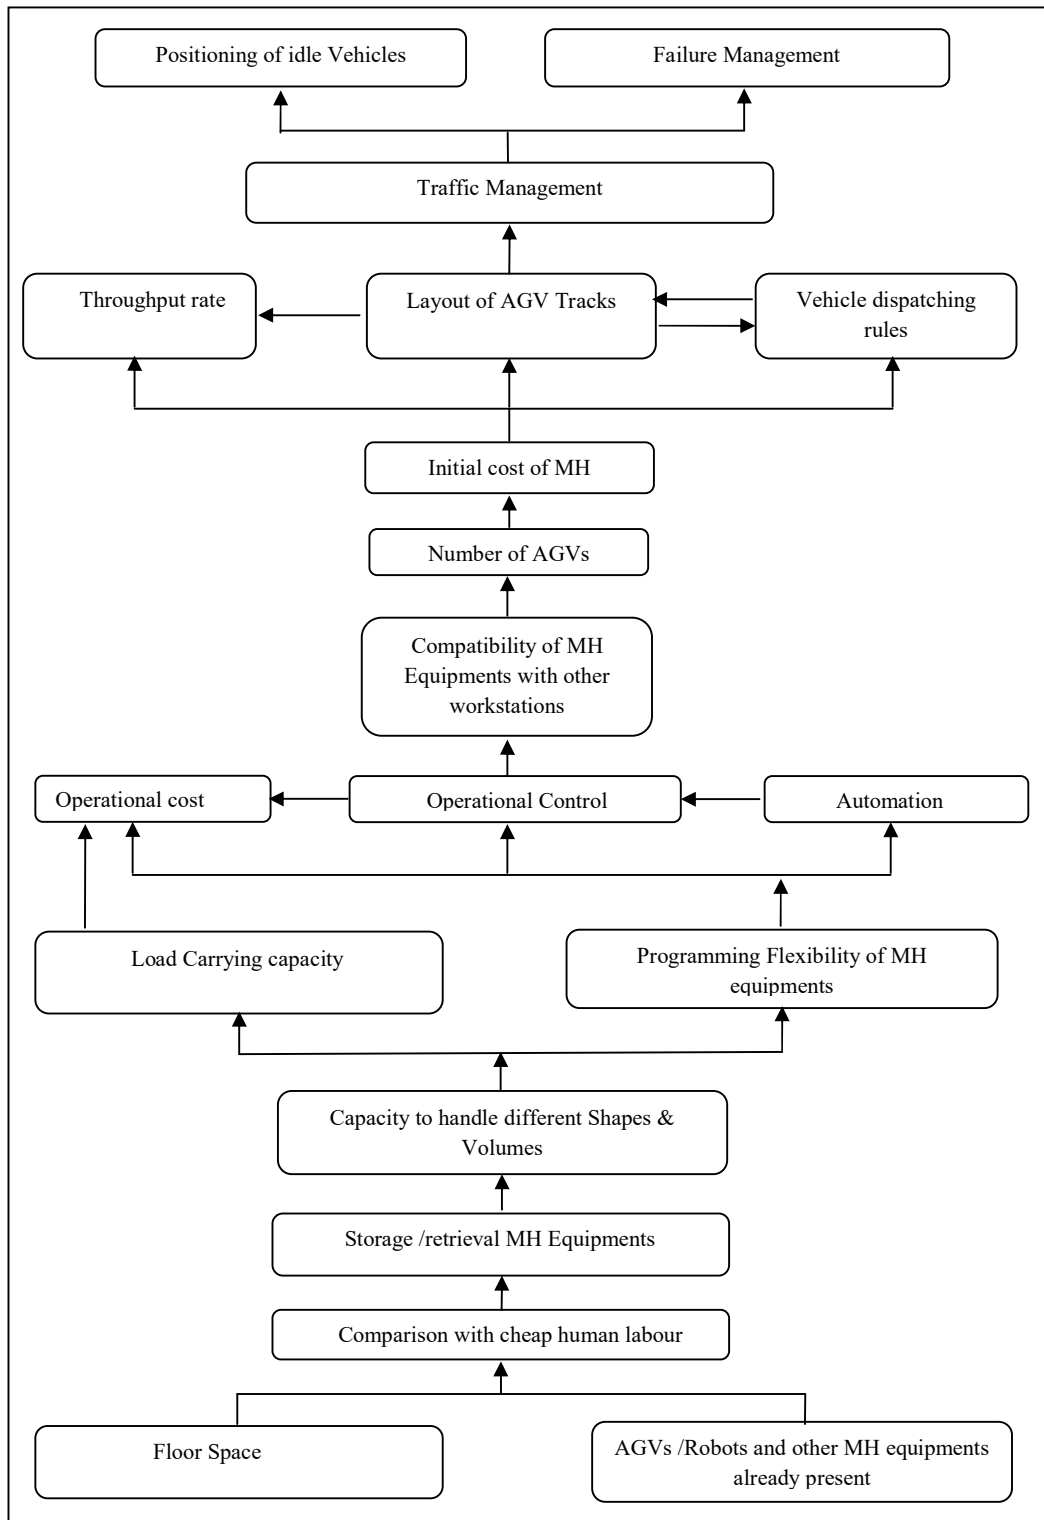 Positioning of idle Vehicles
Failure Management
Traffic Management
Throughput rate
Layout of AGV Tracks
Vehicle dispatching
rules
Initial cost of MH
Number of AGVs
Compatibility of MH
Equipments with other
workstations
Operational cost
Operational Control
Automation
Load Carrying capacity
Programming Flexibility of MH
equipments
Capacity to handle different Shapes &
Volumes
Storage /retrieval MH Equipments
Comparison with cheap human labour
Floor Space
AGVs /Robots and other MH equipments
already present